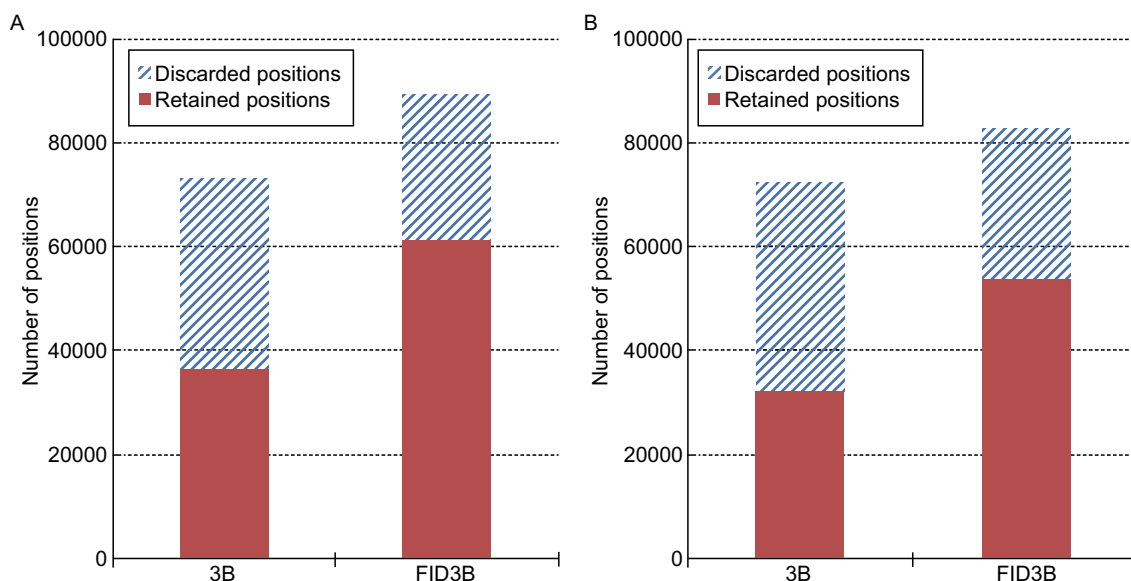 A
100000
80000
60000
40000
20000
0
Number of positions
Discarded positions
Retained positions
3B
FID3B
B
100000
80000
60000
40000
20000
0
Number of positions
Discarded positions
Retained positions
3B
FID3B